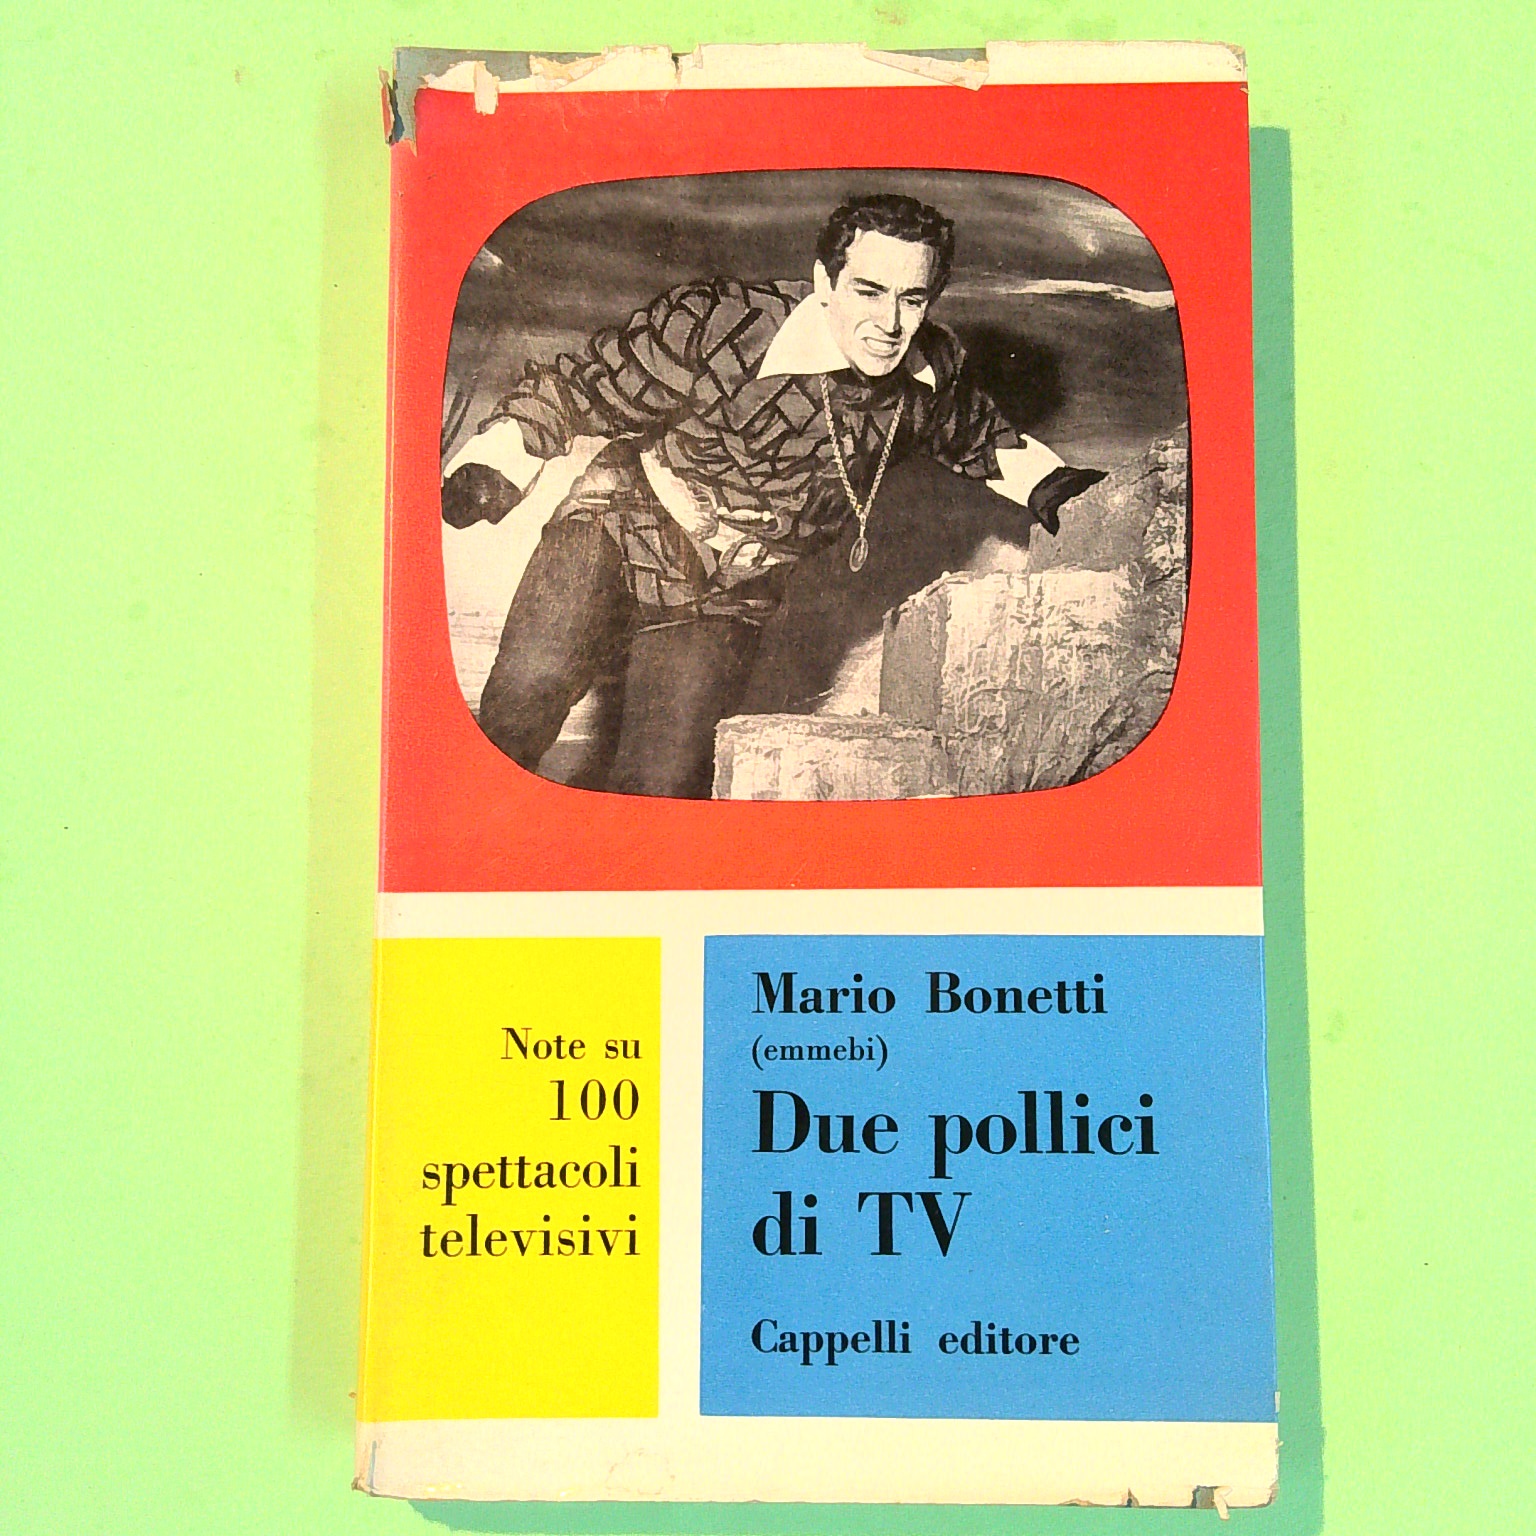 Note su
100
spettacoli
televisivi
Mario Bonetti
(emmebi)
Due pollici
di TV
Cappelli editore